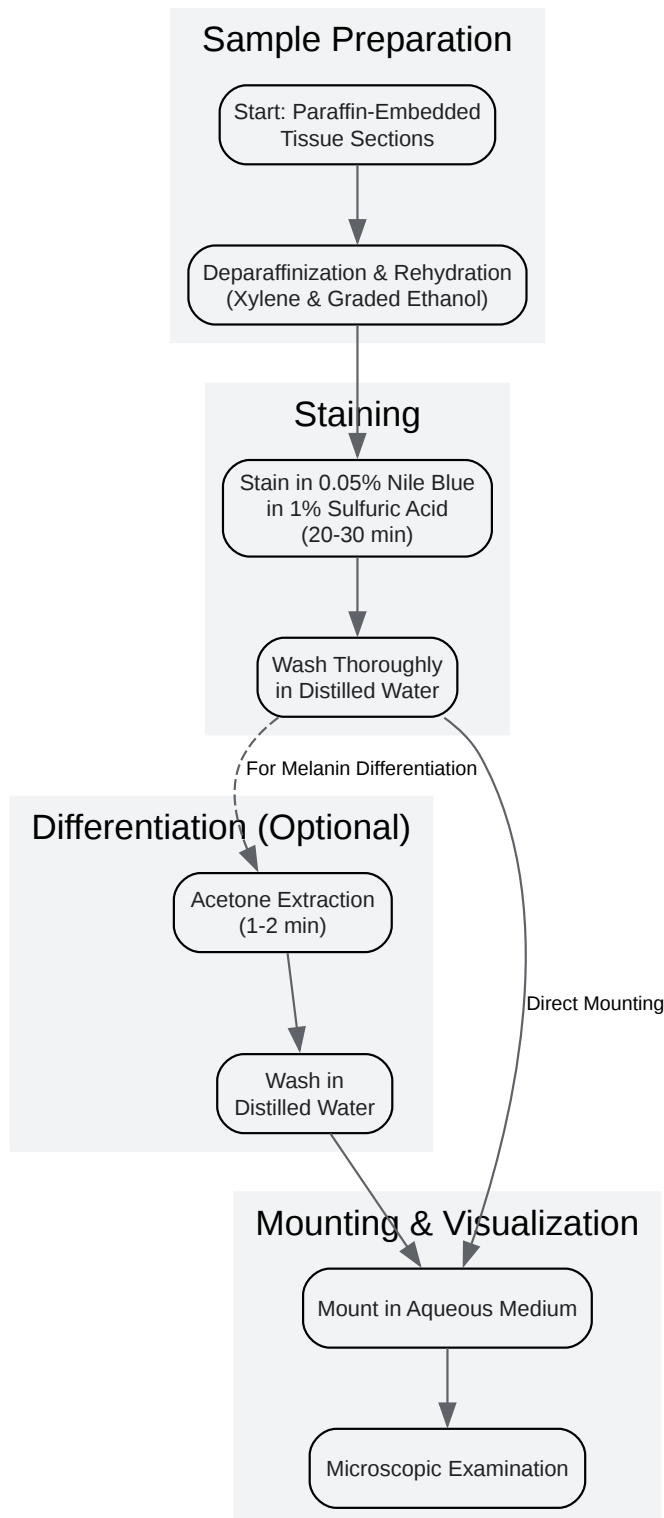 Sample Preparation
Start: Paraffin-Embedded
Tissue Sections
Deparaffinization & Rehydration
(Xylene & Graded Ethanol)
Staining
Stain in 0.05% Nile Blue
in 1% Sulfuric Acid
(20-30 min)
Wash Thoroughly
in Distilled Water
For Melanin Differentiation
Differentiation (Optional)
Acetone Extraction
(1-2 min)
Direct Mounting
Wash in
Distilled Water
Mounting & Visualization
Mount in Aqueous Medium
Microscopic Examination